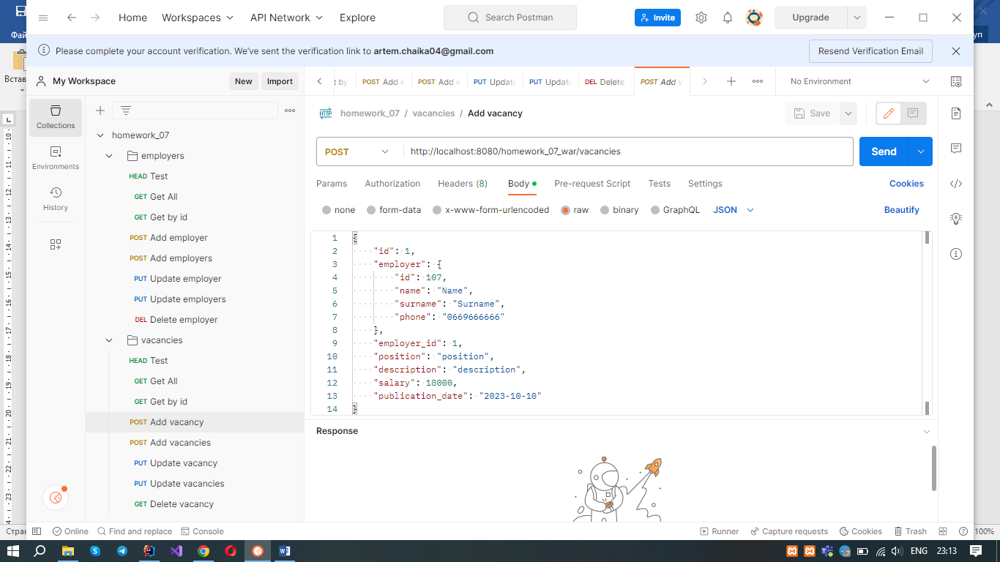 Home Workspaces API Network Explore Search Postman Invite Upgrade
Фай
уп
Please complete your account verification. We've sent the verification link to artem.chaika04@gmail.com Resend Verification Email
Встав
My Workspace New Import
t by POST Add e POST Add e PUT Update PUT Update DEL Delete POST Add v No Environment
Collections
Environments
History
homework_07
employers
HEAD Test
GET Get All
GET Get by id
POST Add employer
POST Add employers
PUT Update employer
PUT Update employers
DEL Delete employer
vacancies
HEAD Test
GET Get All
GET Get by id
POST Add vacancy
POST Add vacancies
PUT Update vacancy
PUT Update vacancies
GET Delete vacancy
HTTP homework_07 / vacancies / Add vacancy Save
POST http://localhost:8080/homework_07_war/vacancies Send
Params Authorization Headers (8) Body Pre-request Script Tests Settings Cookies
none form-data x-www-form-urlencoded raw binary GraphQL JSON Beautify
1 {
2 "id": 1,
3 "employer": {
4 "id": 107,
5 "name": "Name",
6 "surname": "Surname",
7 "phone": "0669666666"
8 },
9 "employer_id": 1,
10 "position": "position",
11 "description": "description",
12 "salary": 18000,
13 "publication_date": "2023-10-10"
14 }
Response
Стран
Online Find and replace Console Runner Capture requests Cookies Trash 100%
ENG 23:13